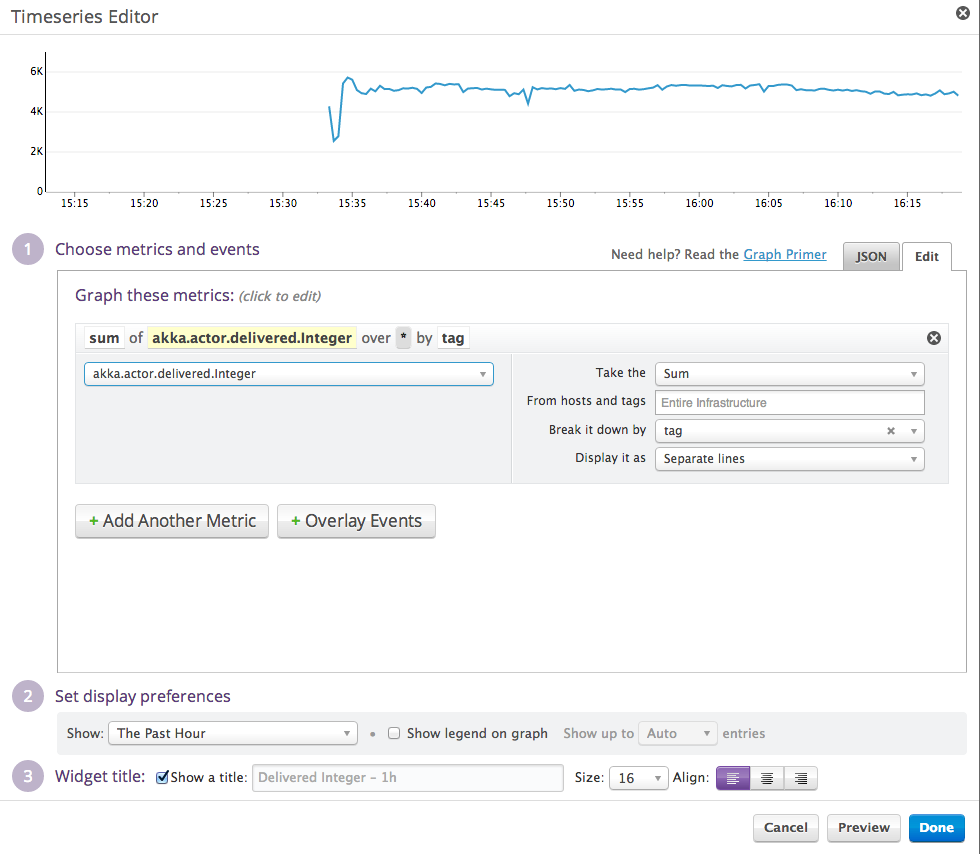 Timeseries Editor
6K
4K
2K
0
15:15 15:20 15:25 15:30 15:35 15:40 15:45 15:50 15:55 16:00 16:05 16:10 16:15
1 Choose metrics and events
Need help? Read the Graph Primer JSON Edit
Graph these metrics: (click to edit)
sum of akka.actor.delivered.Integer over * by tag
akka.actor.delivered.Integer
Take the Sum
From hosts and tags Entire Infrastructure
Break it down by tag
Display it as Separate lines
+ Add Another Metric + Overlay Events
2 Set display preferences
Show: The Past Hour • Show legend on graph Show up to Auto entries
3 Widget title: Show a title: Delivered Integer - 1h Size: 16 Align:
Cancel Preview Done